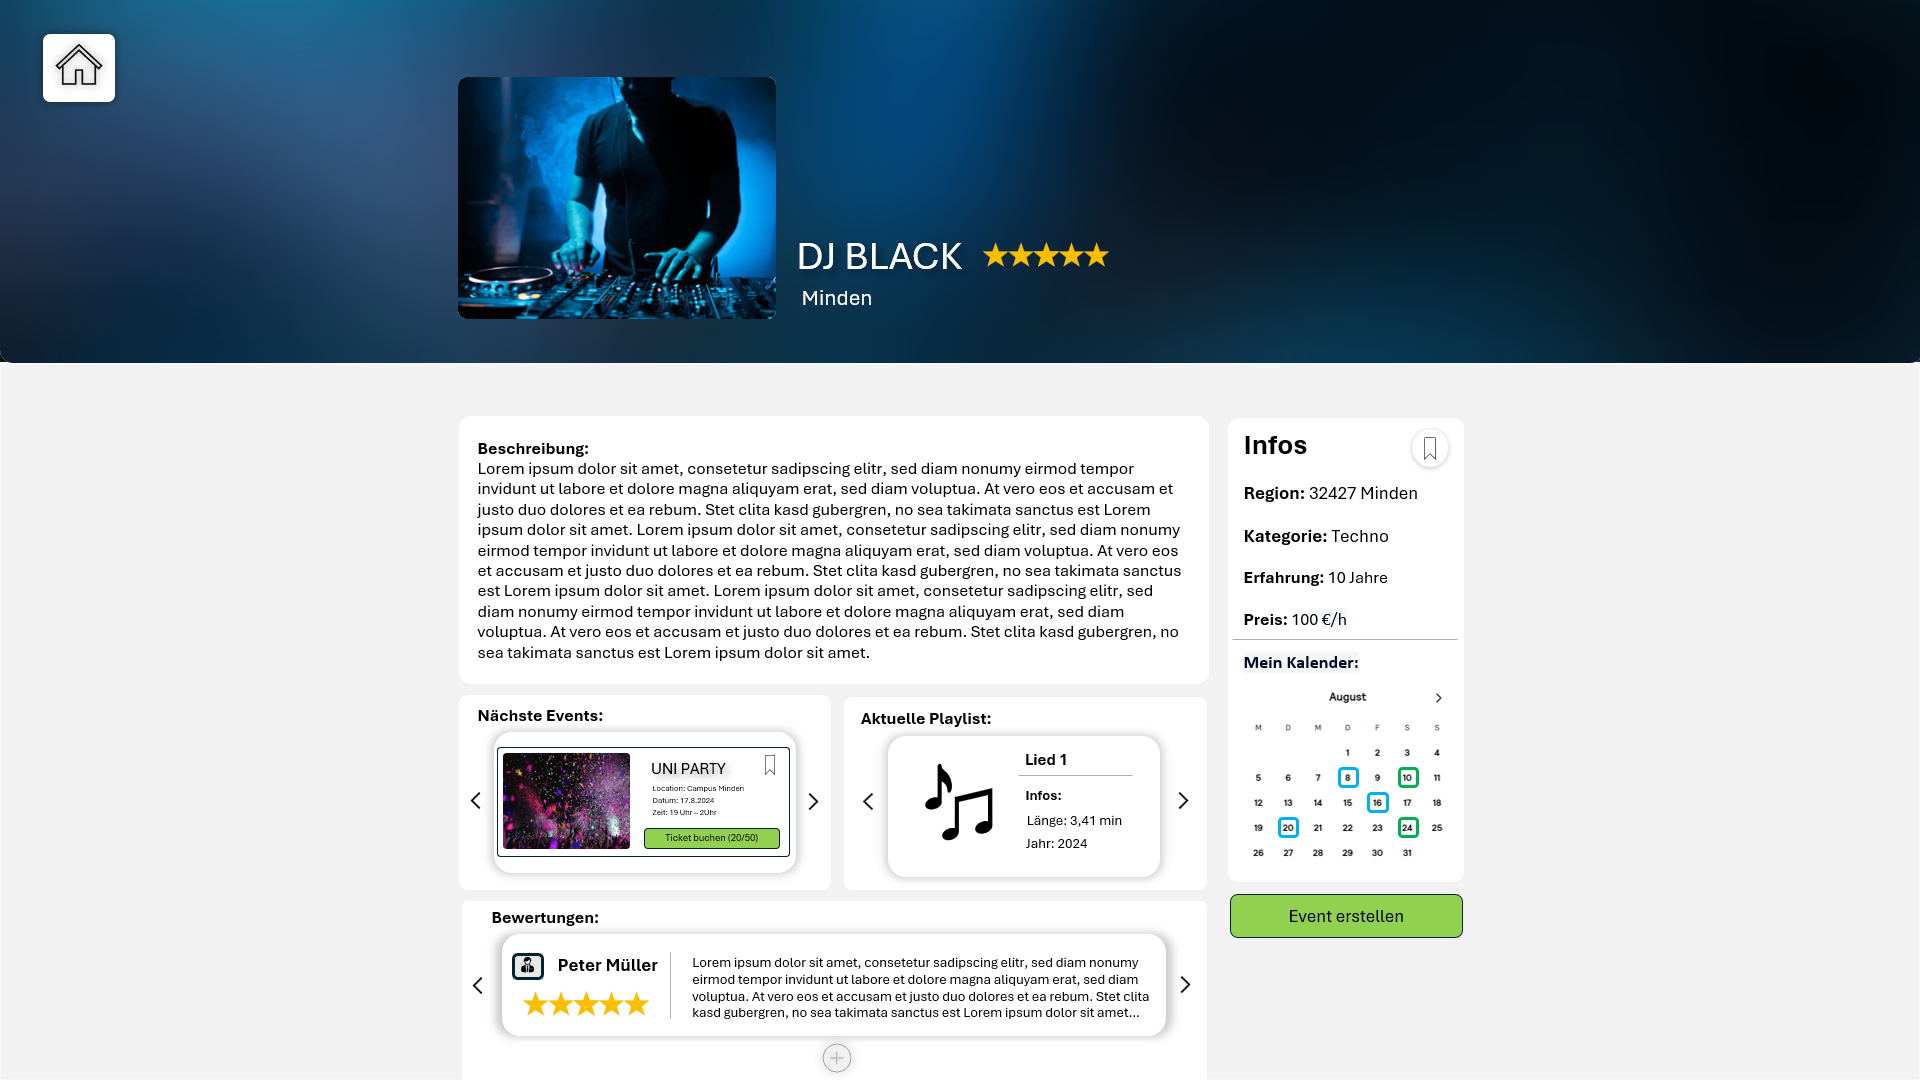 DJ BLACK
Minden
Beschreibung:
Lorem ipsum dolor sit amet, consetetur sadipscing elitr, sed diam nonumy eirmod tempor
invidunt ut labore et dolore magna aliquyam erat, sed diam voluptua. At vero eos et accusam et
justo duo dolores et ea rebum. Stet clita kasd gubergren, no sea takimata sanctus est Lorem
ipsum dolor sit amet. Lorem ipsum dolor sit amet, consetetur sadipscing elitr, sed diam nonumy
eirmod tempor invidunt ut labore et dolore magna aliquyam erat, sed diam voluptua. At vero eos
et accusam et justo duo dolores et ea rebum. Stet clita kasd gubergren, no sea takimata sanctus
est Lorem ipsum dolor sit amet. Lorem ipsum dolor sit amet, consetetur sadipscing elitr, sed
diam nonumy eirmod tempor invidunt ut labore et dolore magna aliquyam erat, sed diam
voluptua. At vero eos et accusam et justo duo dolores et ea rebum. Stet clita kasd gubergren, no
sea takimata sanctus est Lorem ipsum dolor sit amet.
Nächste Events:
UNI PARTY
Location: Campus Minden
Datum: 17.8.2024
Zeit: 19 Uhr – 2Uhr
Ticket buchen (20/50)
Aktuelle Playlist:
Lied 1
Infos:
Länge: 3,41 min
Jahr: 2024
Bewertungen:
Peter Müller
Lorem ipsum dolor sit amet, consetetur sadipscing elitr, sed diam nonumy
eirmod tempor invidunt ut labore et dolore magna aliquyam erat, sed diam
voluptua. At vero eos et accusam et justo duo dolores et ea rebum. Stet clita
kasd gubergren, no sea takimata sanctus est Lorem ipsum dolor sit amet...
Infos
Region: 32427 Minden
Kategorie: Techno
Erfahrung: 10 Jahre
Preis: 100 €/h
Mein Kalender:
August
M D M D F S S
1 2 3 4
5 6 7 8 9 10 11
12 13 14 15 16 17 18
19 20 21 22 23 24 25
26 27 28 29 30 31
Event erstellen